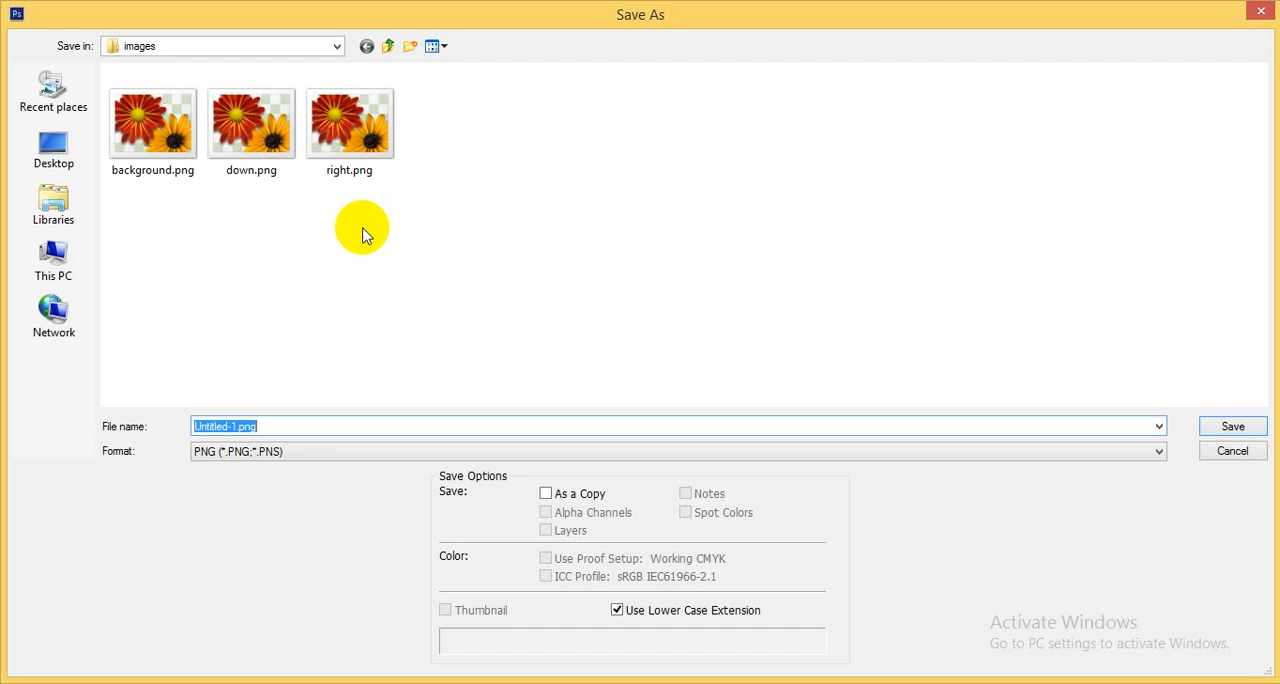 Ps Save As
Save in: images
Recent places
Desktop
Libraries
This PC
Network
background.png down.png right.png
File name: Untitled-1.png Save
Format: PNG (*.PNG;*.PNS) Cancel
Save Options
Save: As a Copy Notes
Alpha Channels Spot Colors
Layers
Color: Use Proof Setup: Working CMYK
ICC Profile: sRGB IEC61966-2.1
Thumbnail Use Lower Case Extension
Activate Windows
Go to PC settings to activate Windows.